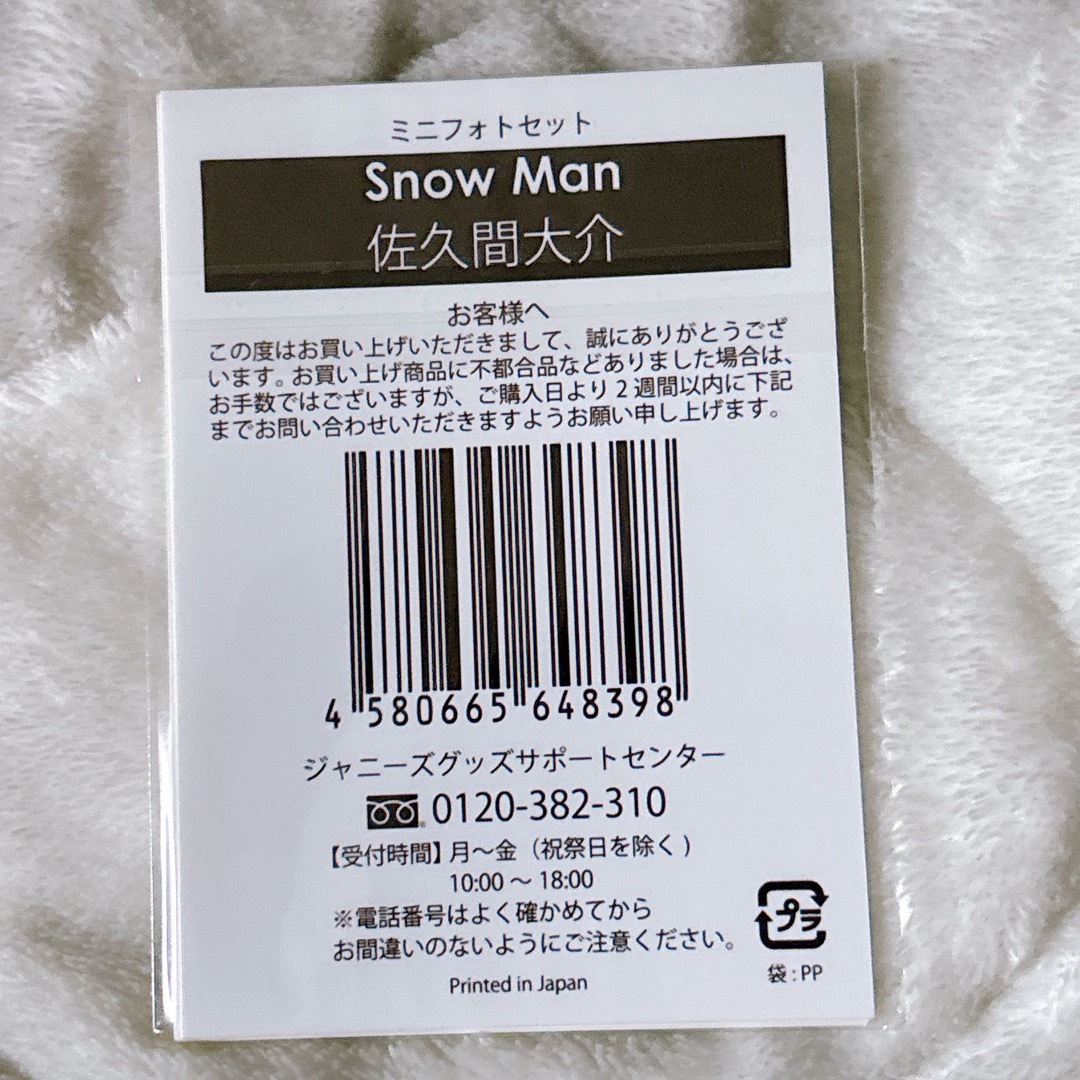 ミニフォトセット
Snow Man
佐久間大介
お客様へ
この度はお買い上げいただきまして、誠にありがとうござ
います。お買い上げ商品に不都合品などありました場合は、
お手数ではございますが、ご購入日より2週間以内に下記
までお問い合わせいただきますようお願い申し上げます。
4 580665 648398
ジャニーズグッズサポートセンター
0120-382-310
【受付時間】月〜金（祝祭日を除く）
10:00 〜 18:00
※電話番号はよく確かめてから
お間違いのないようにご注意ください。
プラ
袋 : PP
Printed in Japan